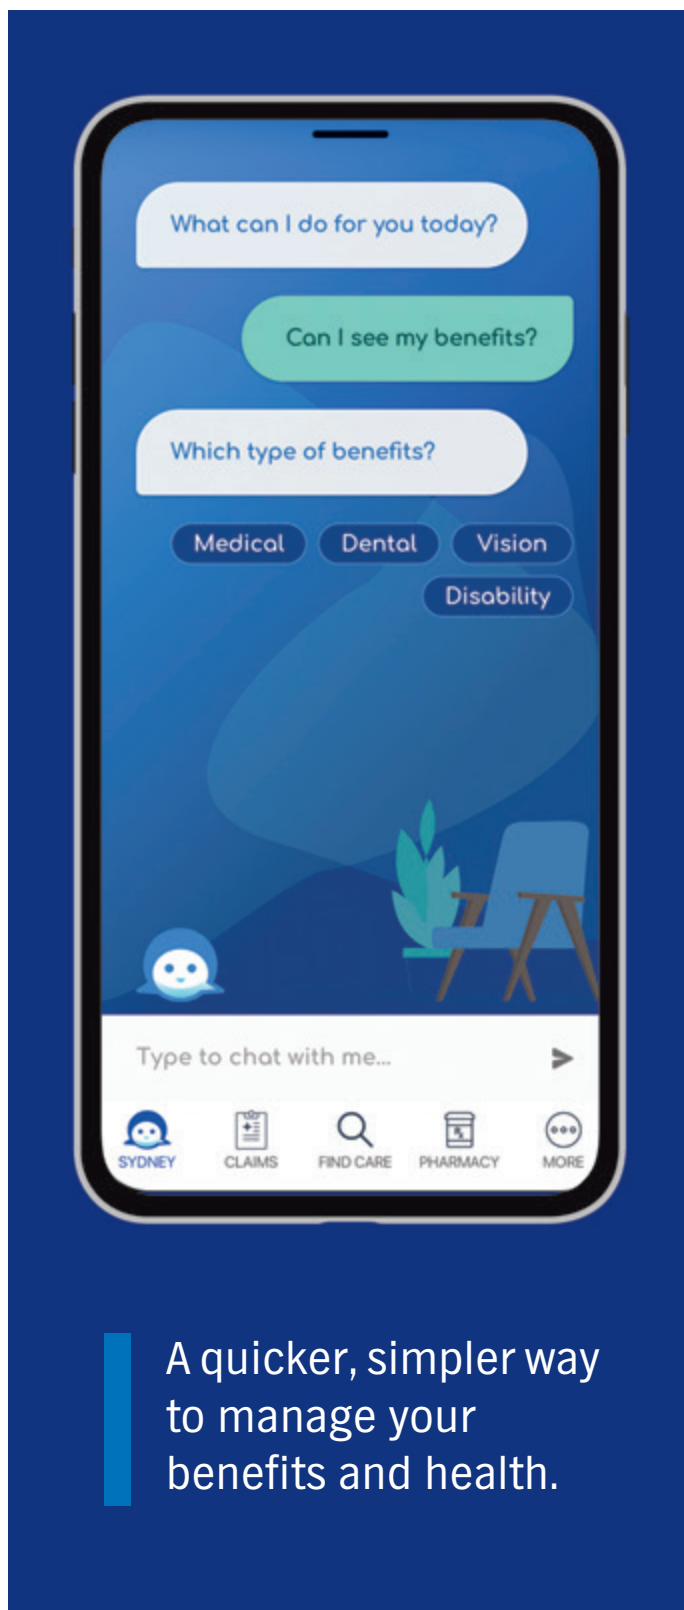 What can I do for you today?
Can I see my benefits?
Which type of benefits?
Medical Dental Vision
Disability
Type to chat with me...
SYDNEY CLAIMS FIND CARE PHARMACY MORE
A quicker, simpler way
to manage your
benefits and health.